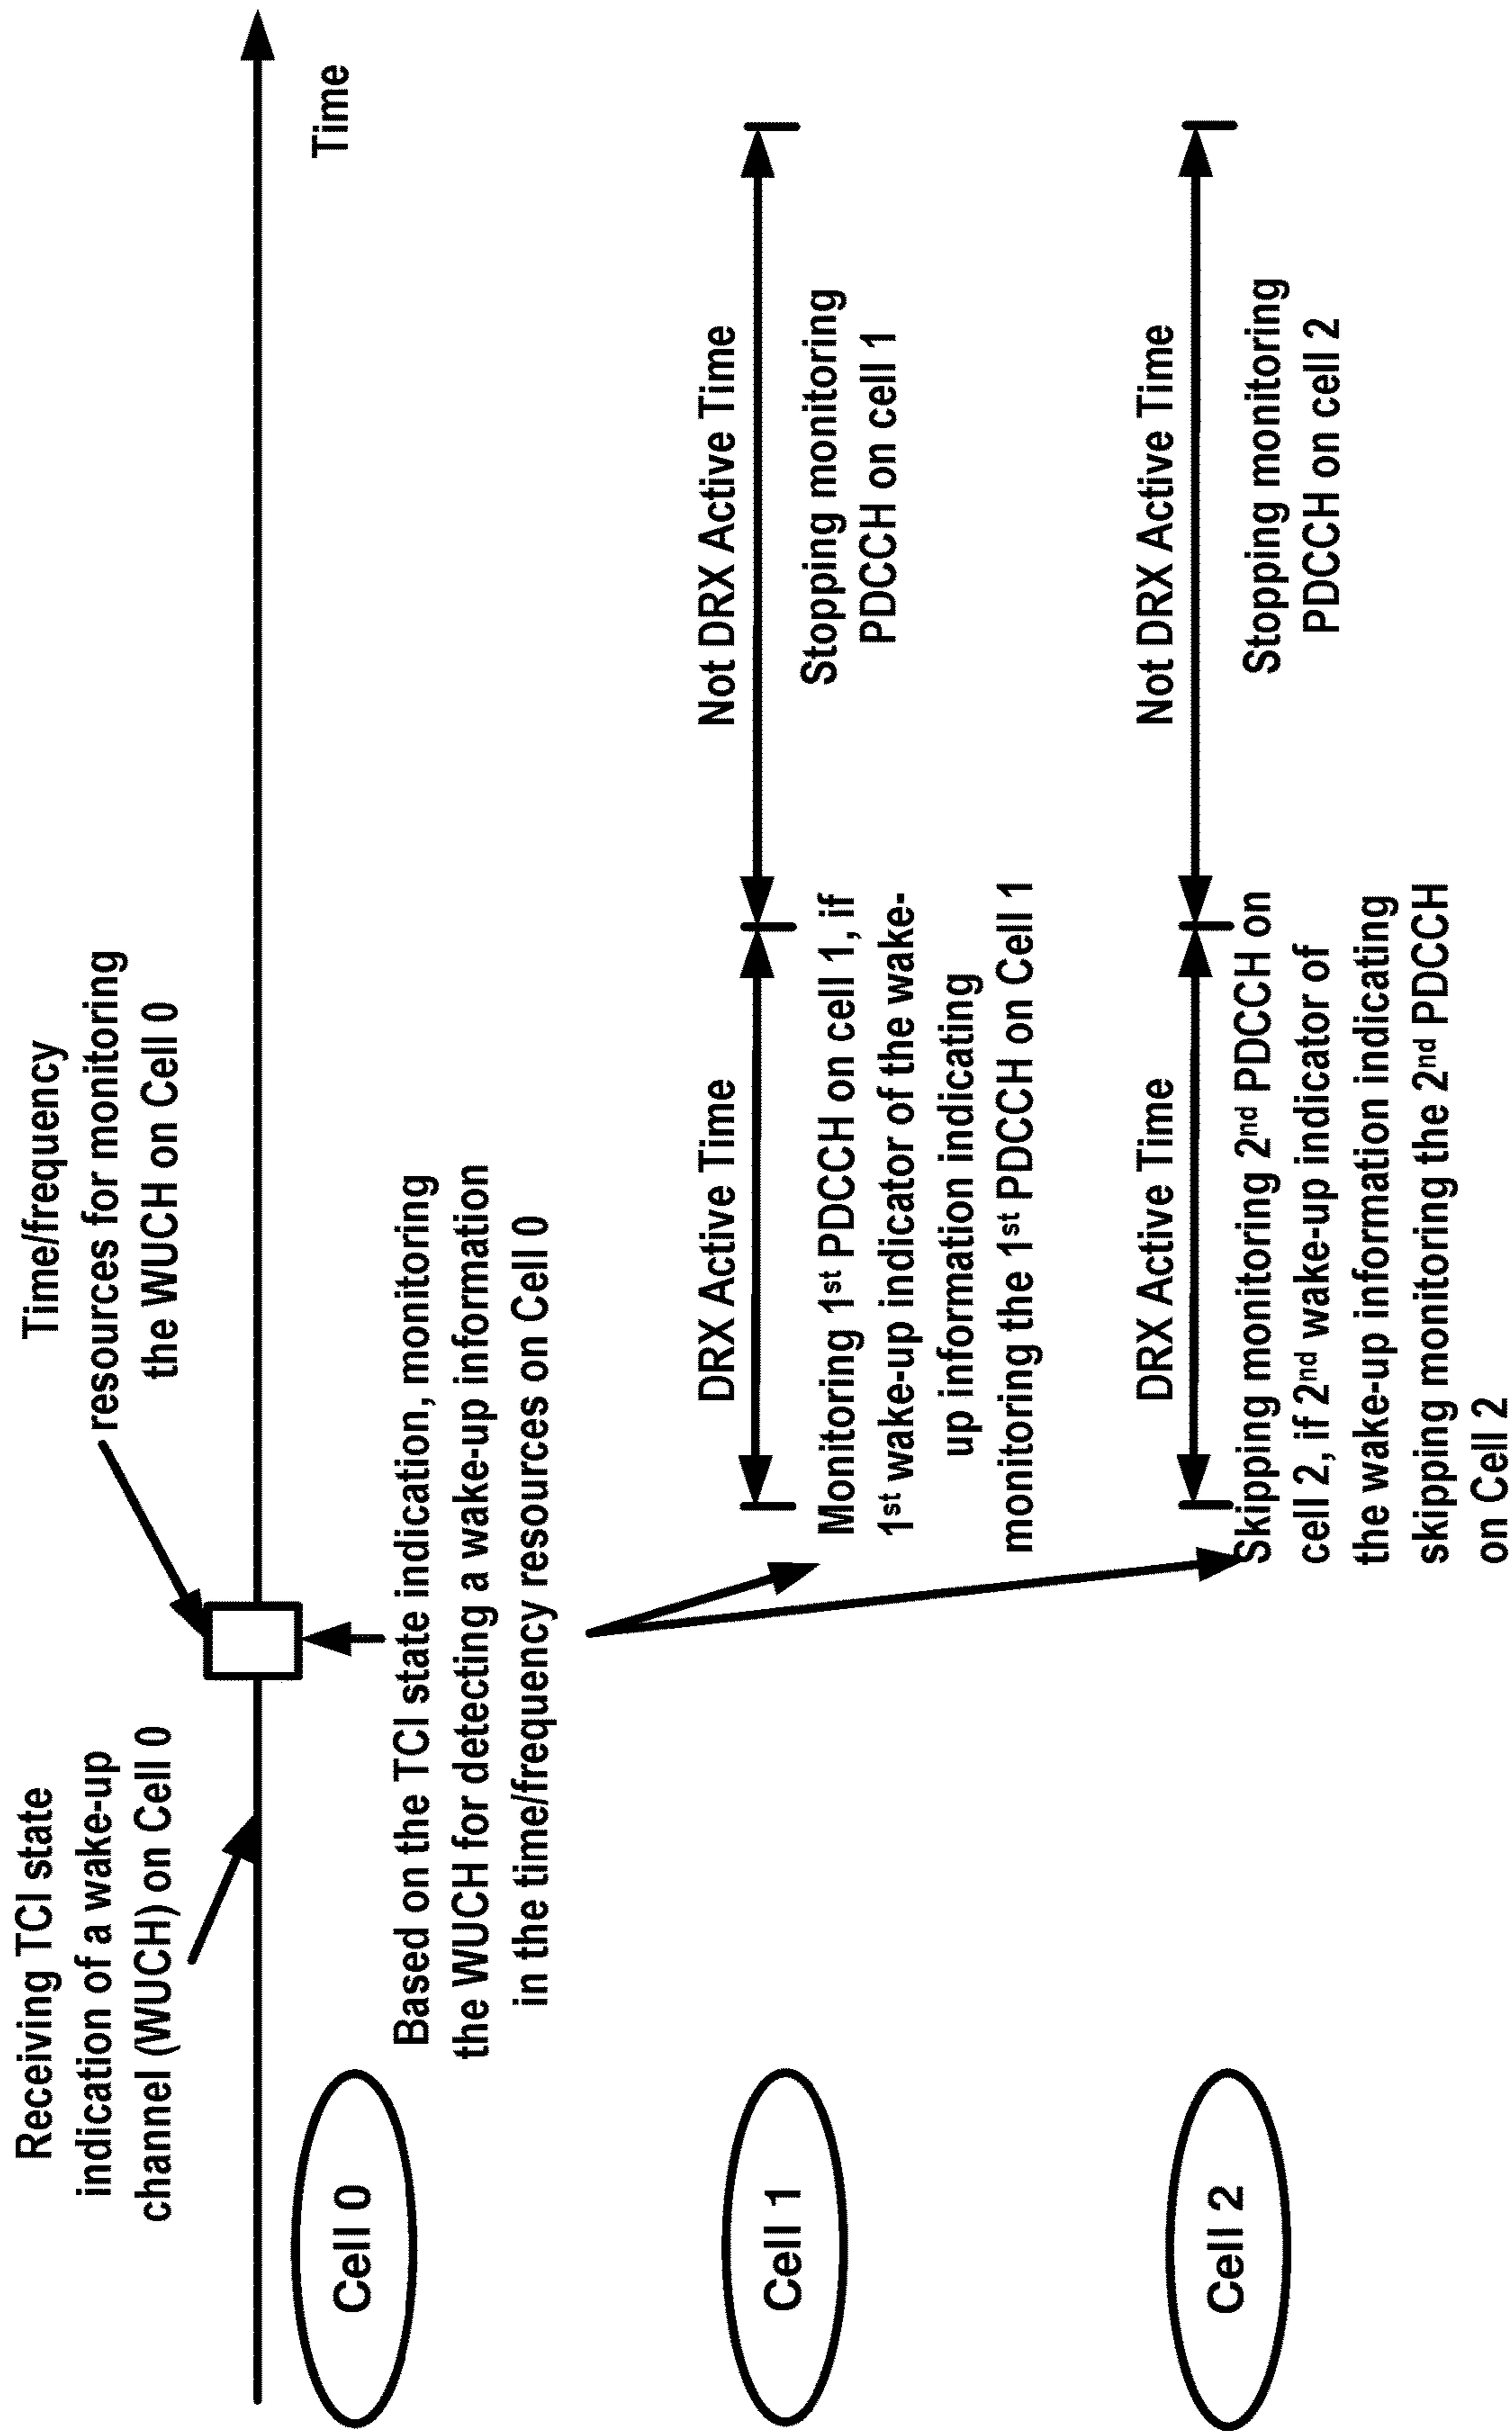 Receiving TCI state
indication of a wake-up
channel (WUCH) on Cell 0
Time/frequency
resources for monitoring
the WUCH on Cell 0
Time
Cell 0
Based on the TCI state indication, monitoring
the WUCH for detecting a wake-up information
in the time/frequency resources on Cell 0
Cell 1
DRX Active Time
Not DRX Active Time
Monitoring 1st PDCCH on cell 1, if
1st wake-up indicator of the wake-
up information indicating
monitoring the 1st PDCCH on Cell 1
Stopping monitoring
PDCCH on cell 1
Cell 2
DRX Active Time
Not DRX Active Time
Skipping monitoring 2nd PDCCH on
cell 2, if 2nd wake-up indicator of
the wake-up information indicating
skipping monitoring the 2nd PDCCH
on Cell 2
Stopping monitoring
PDCCH on cell 2